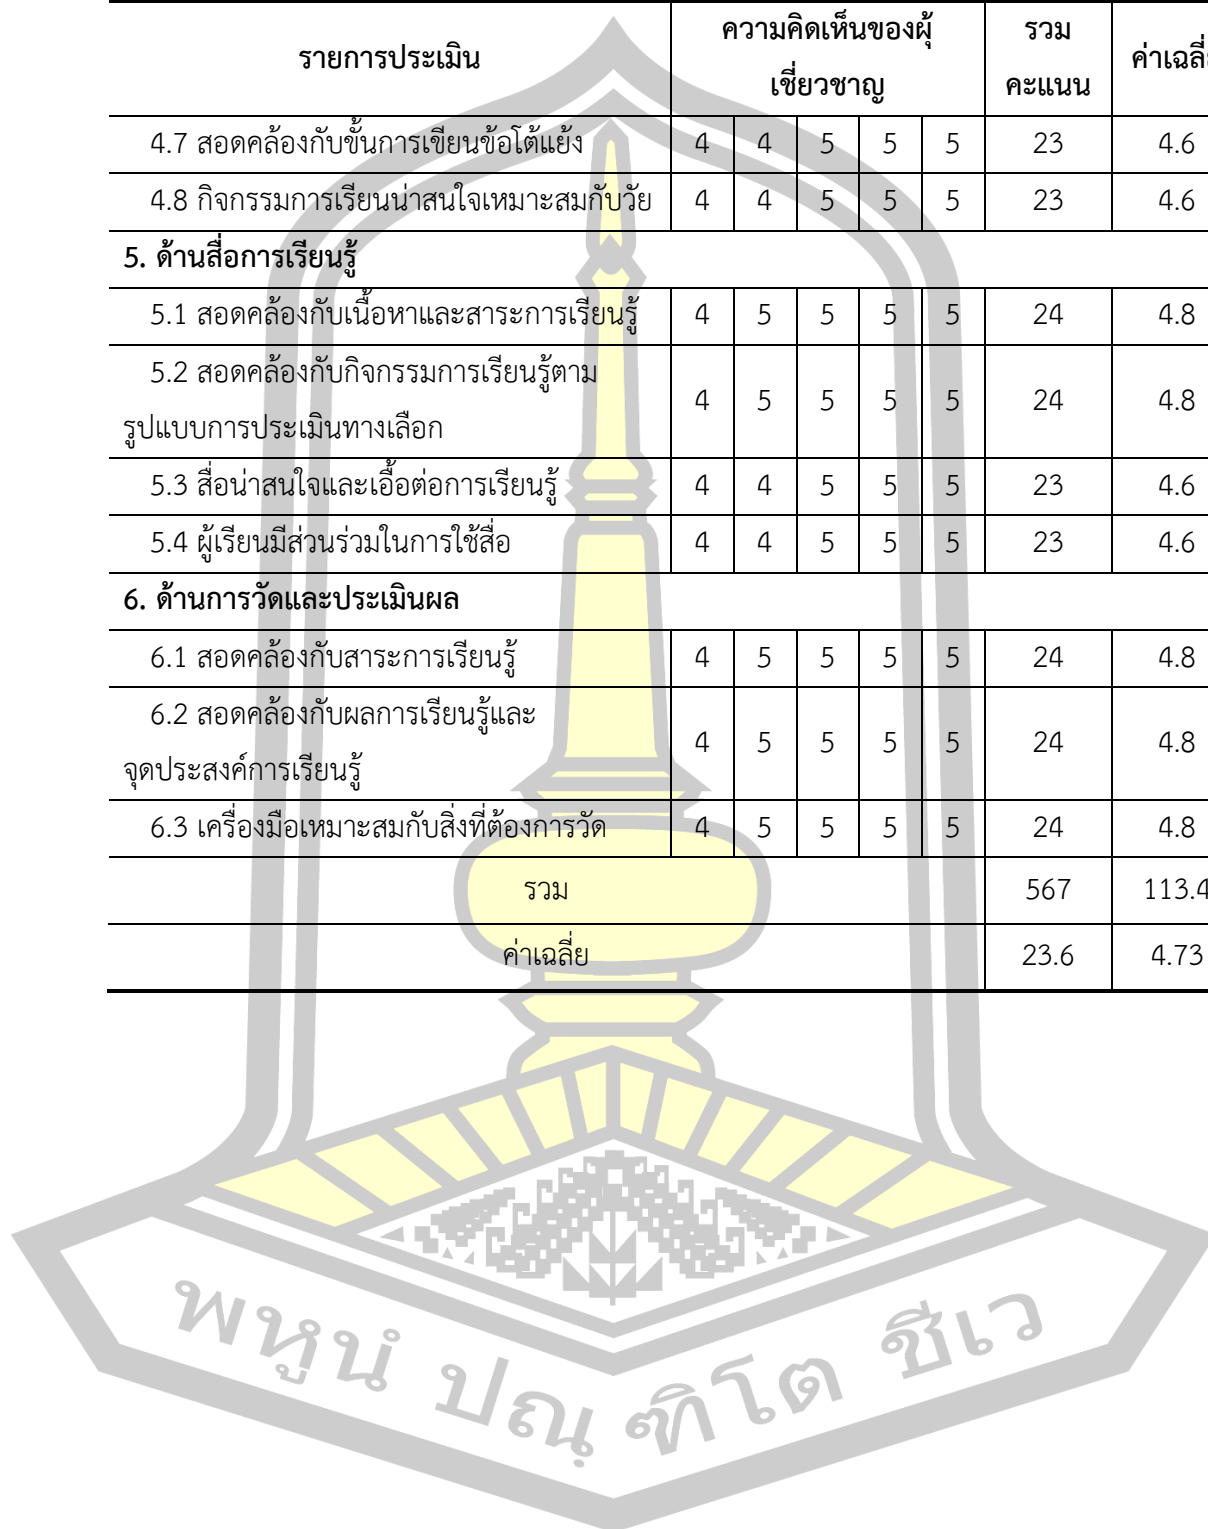 รายการประเมิน ความคิดเห็นของผุ้ รวม
เชี่ยวชาญ คะแนน
4.7 สอดคล้องกับขั้นการเขียนข้อโต้แย้ง 4 4 5 5 5 23 4.6
4.8 กิจกรรมการเรียนน่าสนใจเหมาะสมกับวัย 4 4 5 5 5 23 4.6
5. ด้านสื่อการเรียนรู้
5.1 สอดคล้องกับเนื้อหาและสาระการเรียนรู้ 4 5 5 5 5 24 4.8
5.2 สอดคล้องกับกิจกรรมการเรียนรู้ตาม
รูปแบบการประเมินทางเลือก 4 5 5 5 5 24 4.8
5.3 สื่อน่าสนใจและเอื้อต่อการเรียนรู้ 4 4 5 5 5 23 4.6
5.4 ผู้เรียนมีส่วนร่วมในการใช้สื่อ 4 4 5 5 5 23 4.6
6. ด้านการวัดและประเมินผล
6.1 สอดคล้องกับสาระการเรียนรู้ 4 5 5 5 5 24 4.8
6.2 สอดคล้องกับผลการเรียนรู้และ
จุดประสงค์การเรียนรู้ 4 5 5 5 5 24 4.8
6.3 เครื่องมือเหมาะสมกับสิ่งที่ต้องการวัด 4 5 5 5 5 24 4.8
รวม 567 113.4
ค่าเฉลี่ย 23.6 4.73
พหูนํ ปณฺฑิโต ชีเว